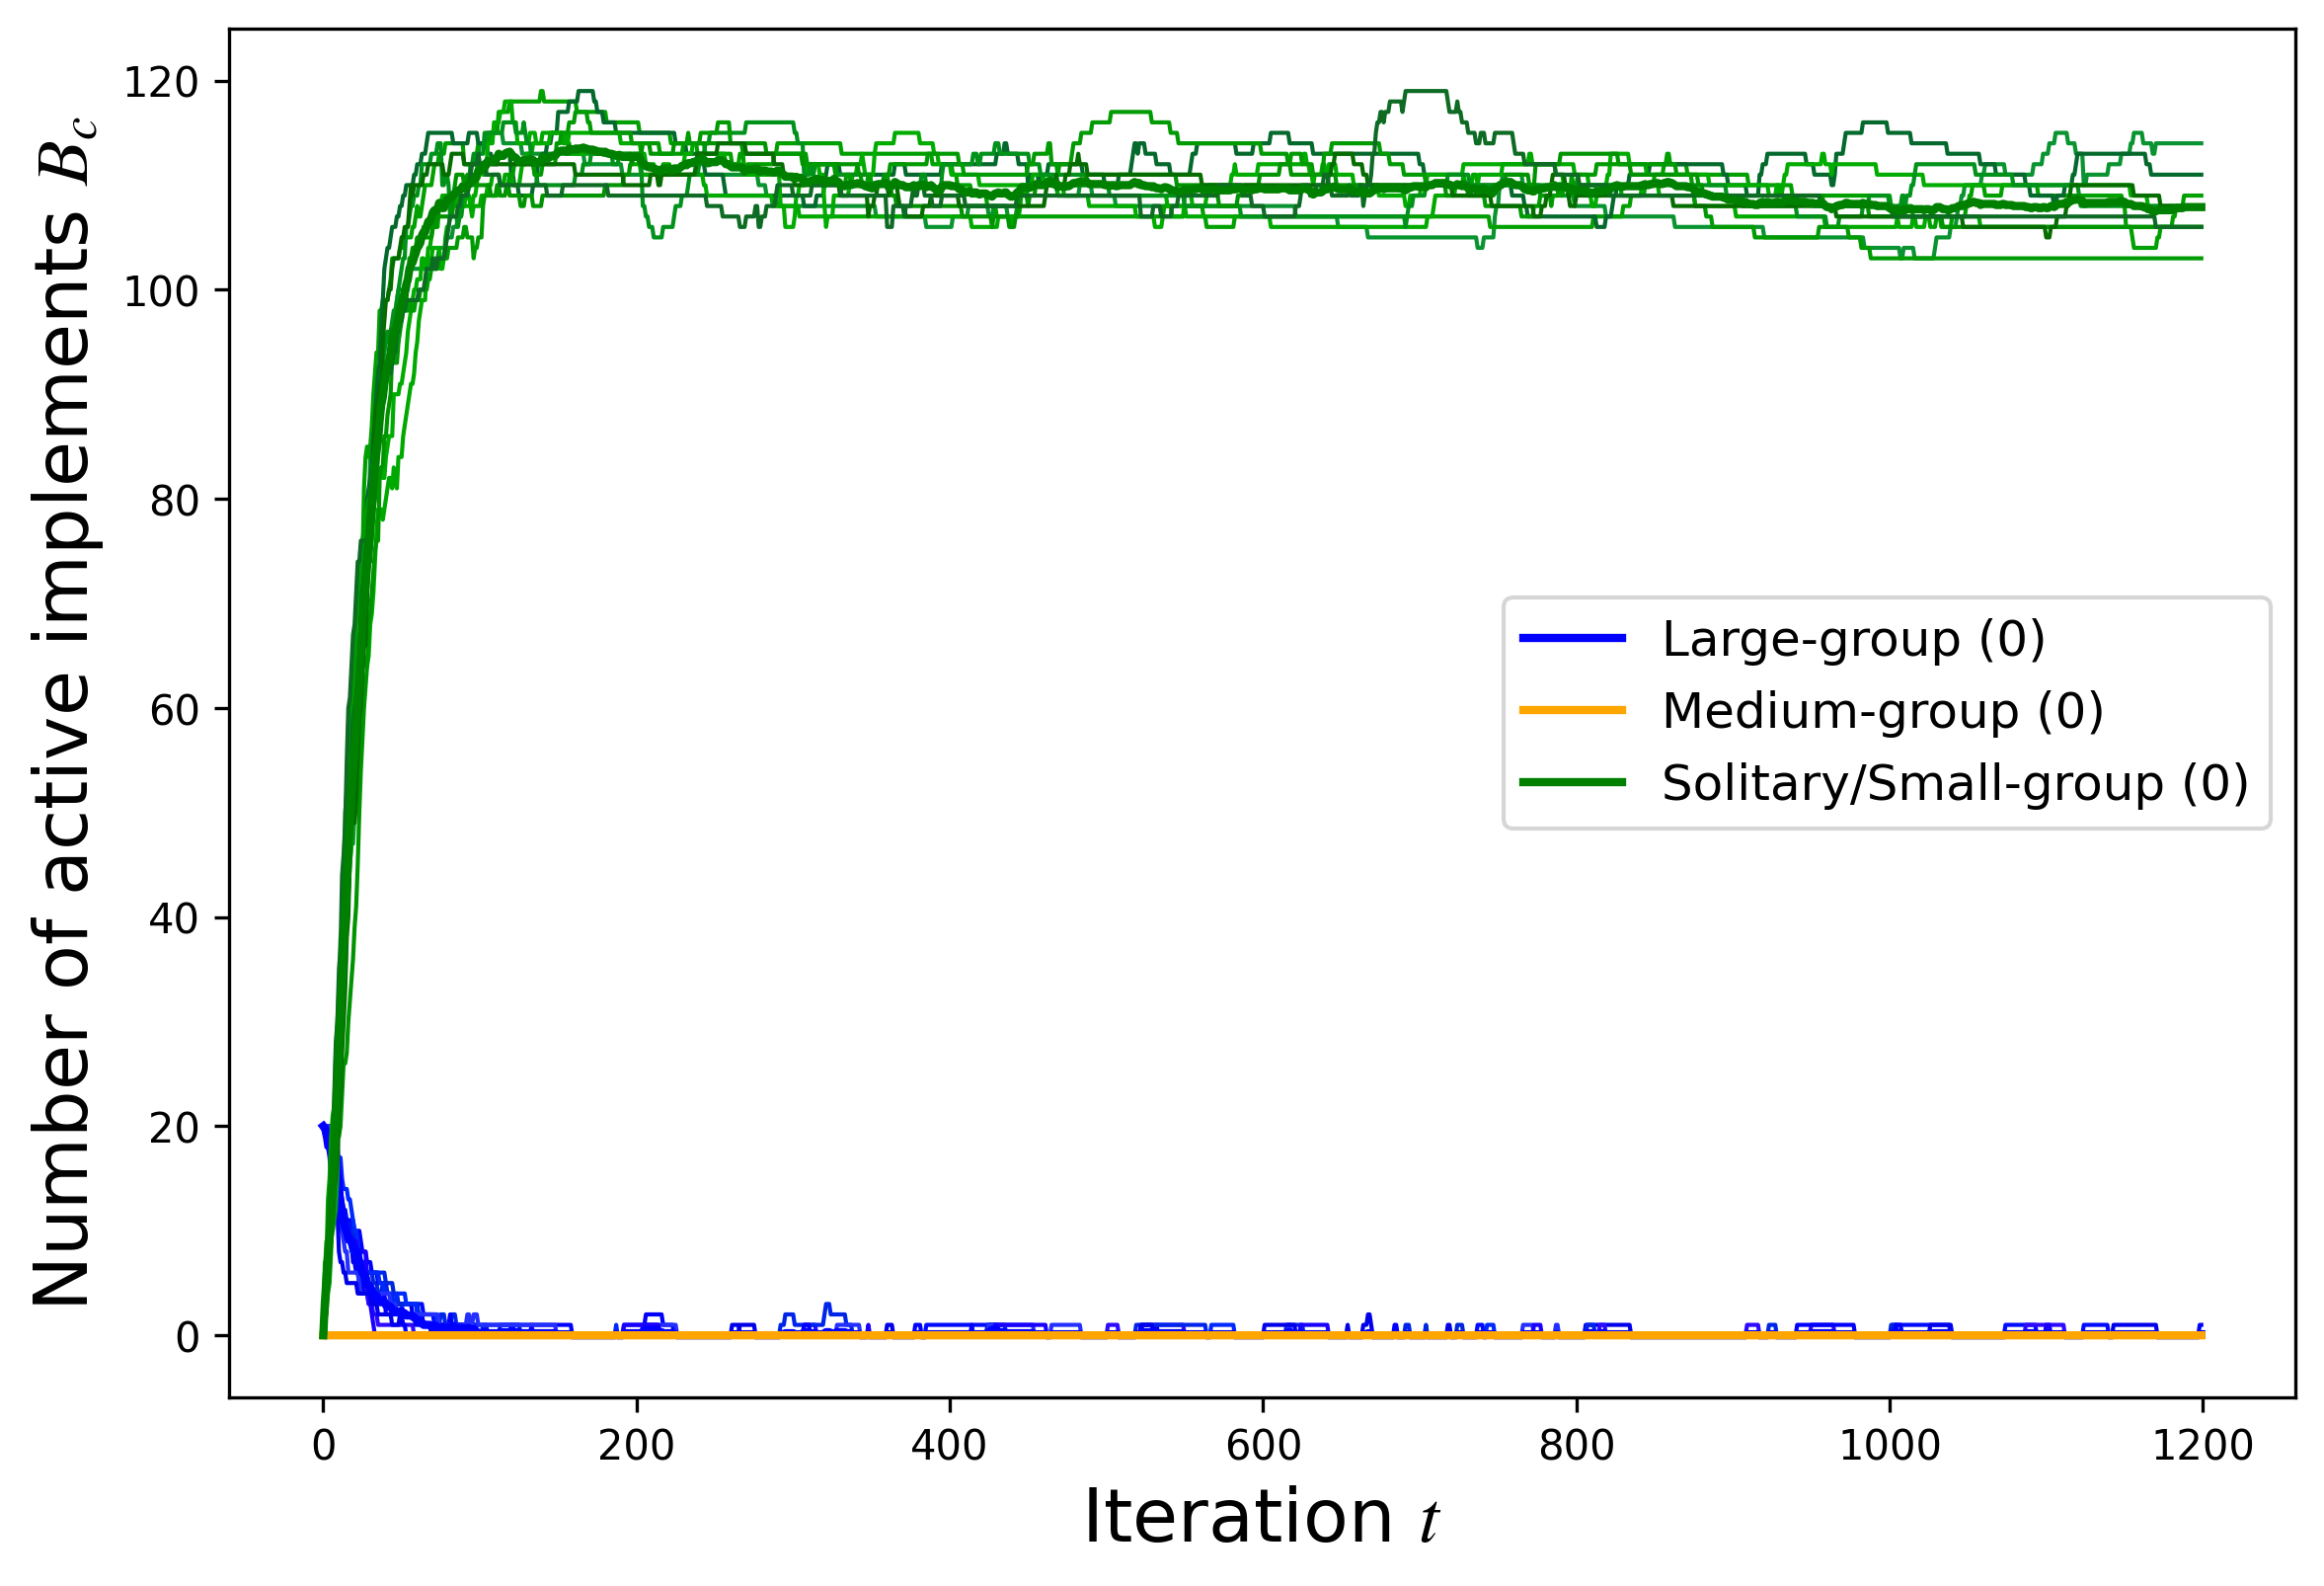 Number of active implements B_c
120
100
80
60
40
20
0
Large-group (0)
Medium-group (0)
Solitary/Small-group (0)
0 200 400 600 800 1000 1200
Iteration t